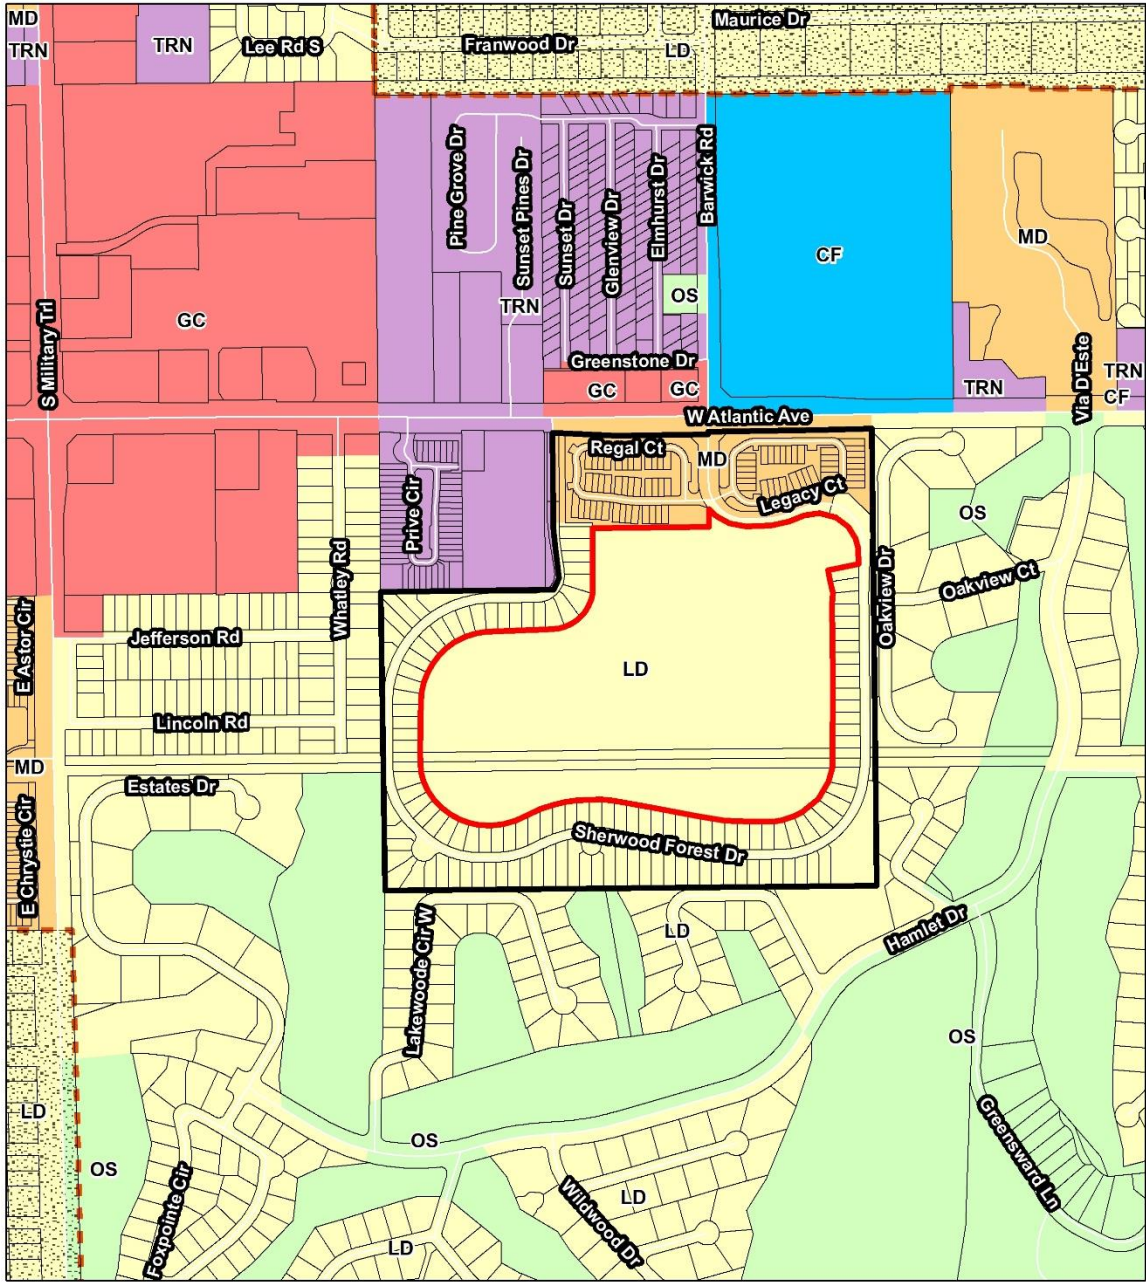 MD
Maurice Dr
TRN
TRN
Lee Rd S
Franwood Dr
LD
Pine Grove Dr
Sunset Pines Dr
Sunset Dr
Glenview Dr
Elmhurst Dr
Barwick Rd
CF
MD
OS
TRN
GC
S Military Trl
Greenstone Dr
GC
GC
TRN
Via D'Este
TRN
CF
W Atlantic Ave
Regal Ct
MD
Legacy Ct
Prive Cir
OS
Whatley Rd
Oakview Dr
Oakview Ct
E Astor Cir
Jefferson Rd
LD
Lincoln Rd
MD
Estates Dr
Sherwood Forest Dr
E Chrystie Cir
Lakewoode Cir W
LD
Hamlet Dr
OS
LD
OS
OS
Greensward Ln
Foxpointe Cir
Wildwood Dr
LD
LD